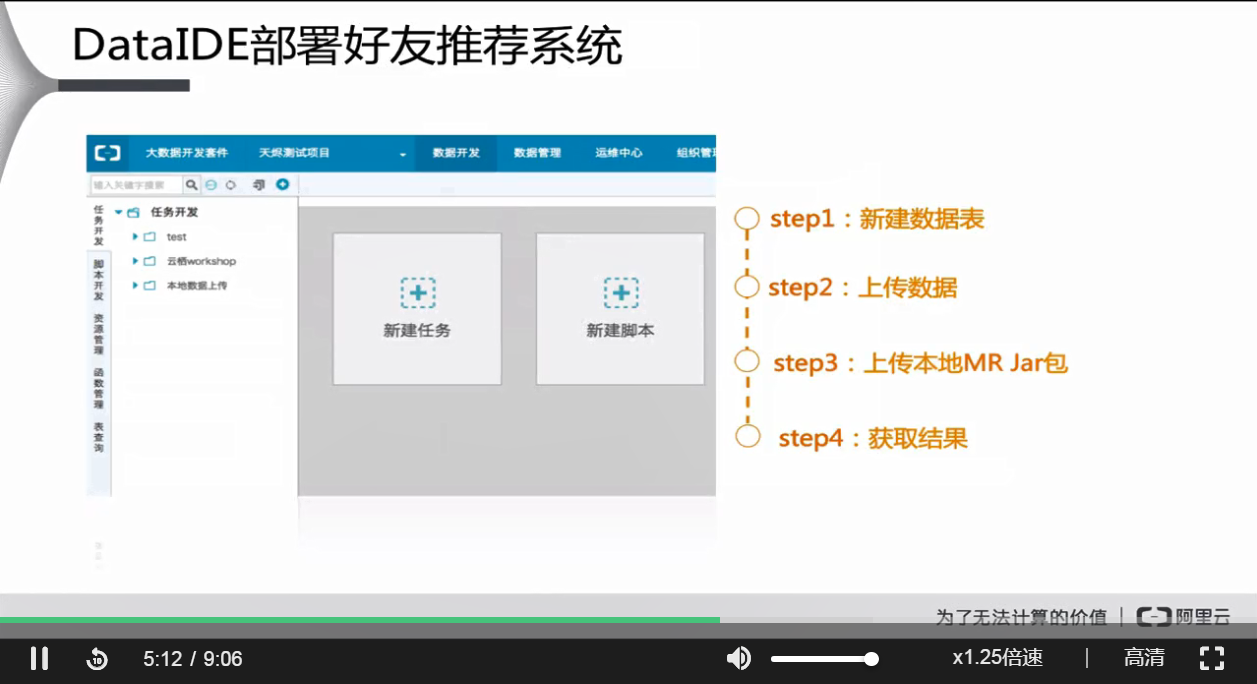 DataIDE部署好友推荐系统
大数据开发套件 天烬测试项目 数据开发 数据管理 运维中心 组织管
输入关键字搜索
任务开发
任务开发
test
云栖workshop
本地数据上传
脚本开发
资源管理
函数管理
表查询
新建任务
新建脚本
step1：新建数据表
step2：上传数据
step3：上传本地MR Jar包
step4：获取结果
为了无法计算的价值 | 阿里云
10
5:12 / 9:06
x1.25倍速 | 高清